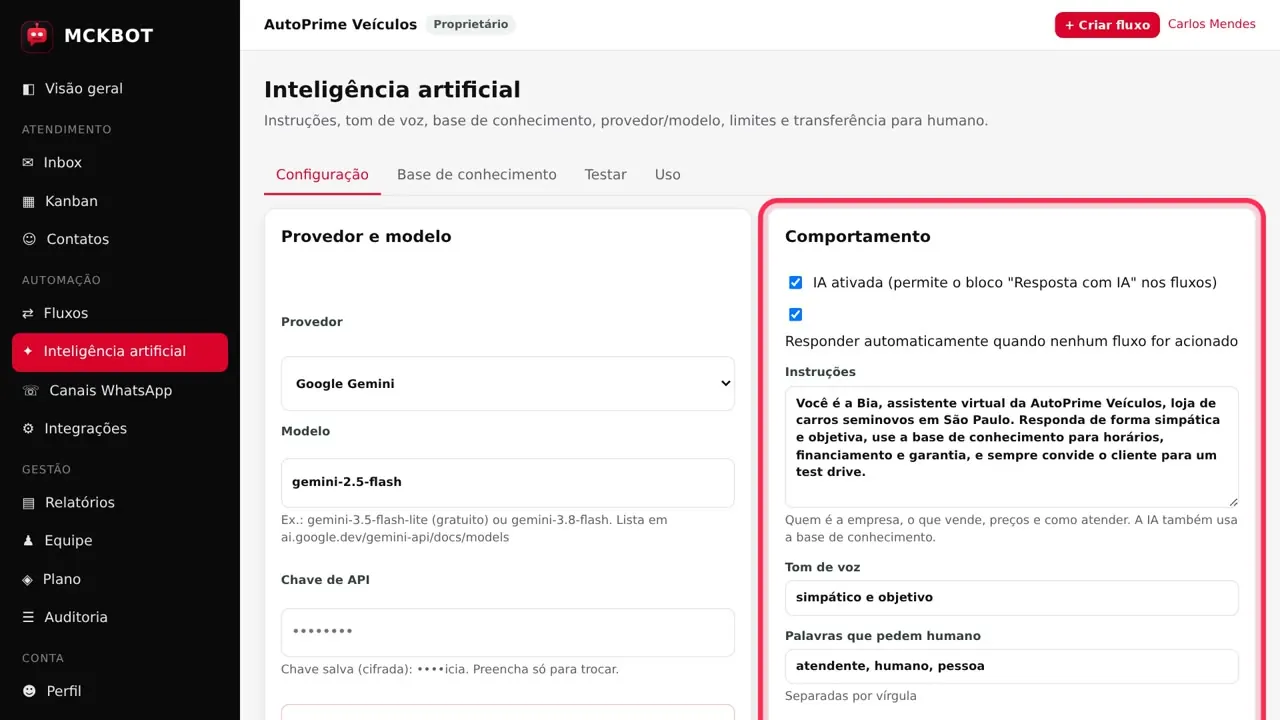 MCKBOT
Visão geral
ATENDIMENTO
Inbox
Kanban
Contatos
AUTOMAÇÃO
Fluxos
Inteligência artificial
Canais WhatsApp
Integrações
GESTÃO
Relatórios
Equipe
Plano
Auditoria
CONTA
Perfil
AutoPrime Veículos Proprietário
+ Criar fluxo Carlos Mendes
Inteligência artificial
Instruções, tom de voz, base de conhecimento, provedor/modelo, limites e transferência para humano.
Configuração Base de conhecimento Testar Uso
Provedor e modelo
Provedor
Google Gemini
Modelo
gemini-2.5-flash
Ex.: gemini-3.5-flash-lite (gratuito) ou gemini-3.8-flash. Lista em
ai.google.dev/gemini-api/docs/models
Chave de API
••••••••
Chave salva (cifrada): ••••icia. Preencha só para trocar.
Comportamento
IA ativada (permite o bloco "Resposta com IA" nos fluxos)
Responder automaticamente quando nenhum fluxo for acionado
Instruções
Você é a Bia, assistente virtual da AutoPrime Veículos, loja de
carros seminovos em São Paulo. Responda de forma simpática
e objetiva, use a base de conhecimento para horários,
financiamento e garantia, e sempre convide o cliente para um
test drive.
Quem é a empresa, o que vende, preços e como atender. A IA também usa
a base de conhecimento.
Tom de voz
simpático e objetivo
Palavras que pedem humano
atendente, humano, pessoa
Separadas por vírgula